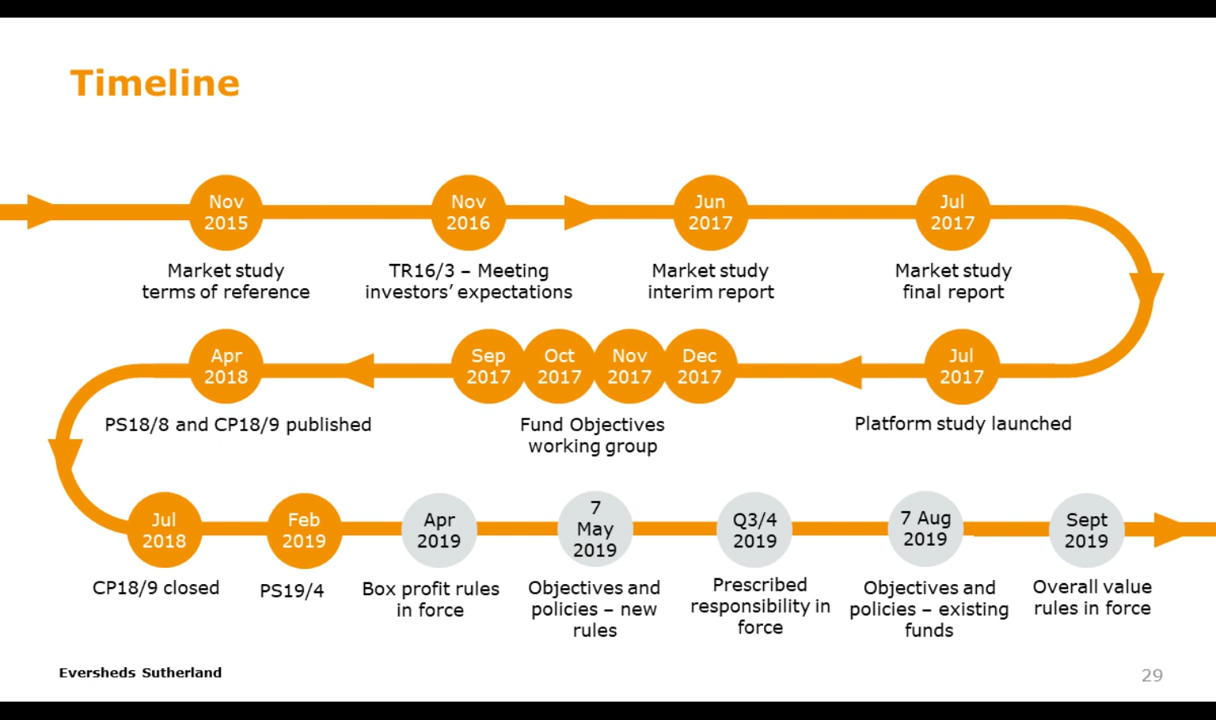 Timeline
Nov
2015
Nov
2016
Jun
2017
Jul
2017
Market study
terms of reference
TR16/3 – Meeting
investors’ expectations
Market study
interim report
Market study
final report
Apr
2018
Sep
2017
Oct
2017
Nov
2017
Dec
2017
Jul
2017
PS18/8 and CP18/9 published
Fund Objectives
working group
Platform study launched
Jul
2018
Feb
2019
Apr
2019
7
May
2019
Q3/4
2019
7 Aug
2019
Sept
2019
CP18/9 closed
PS19/4
Box profit rules
in force
Objectives and
policies – new
rules
Prescribed
responsibility in
force
Objectives and
policies – existing
funds
Overall value
rules in force
Eversheds Sutherland
29